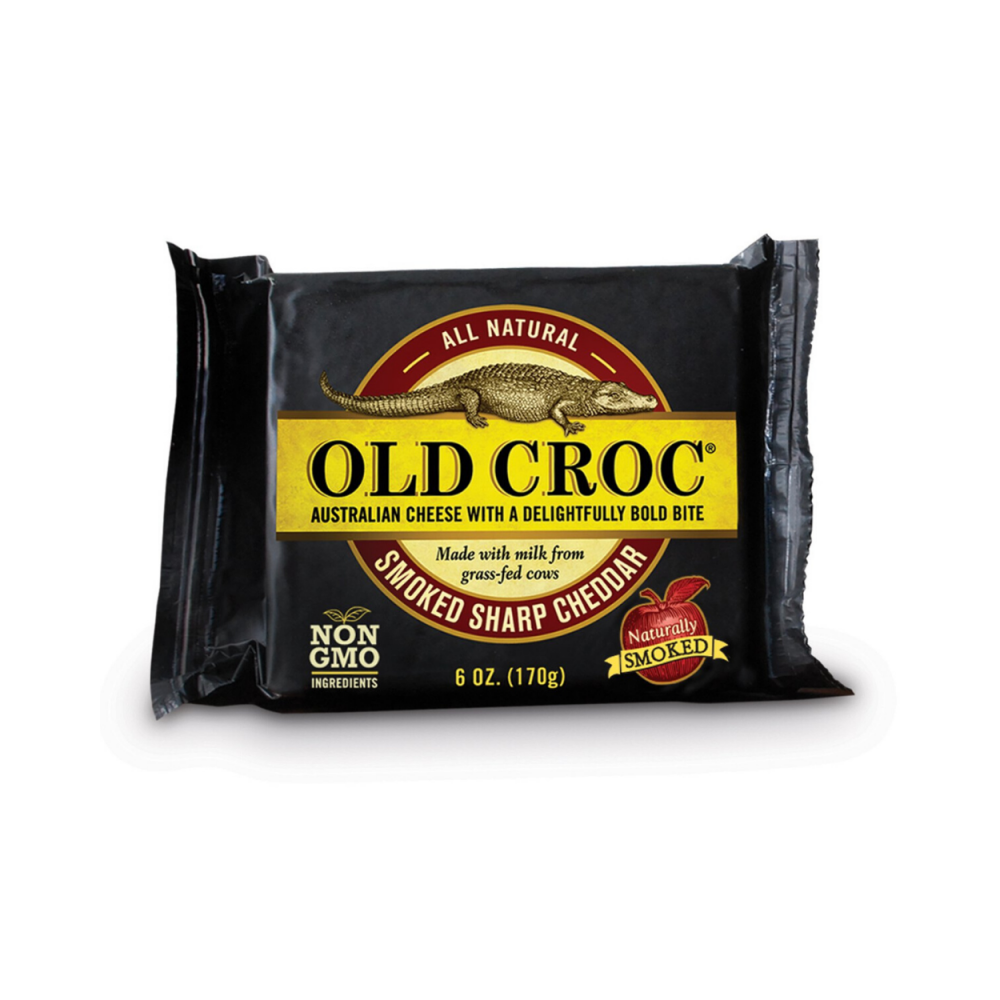 ALL NATURAL
OLD CROC®
AUSTRALIAN CHEESE WITH A DELIGHTFULLY BOLD BITE
Made with milk from
grass-fed cows
SMOKED SHARP CHEDDAR
NON
GMO
INGREDIENTS
6 OZ. (170g)
Naturally
SMOKED